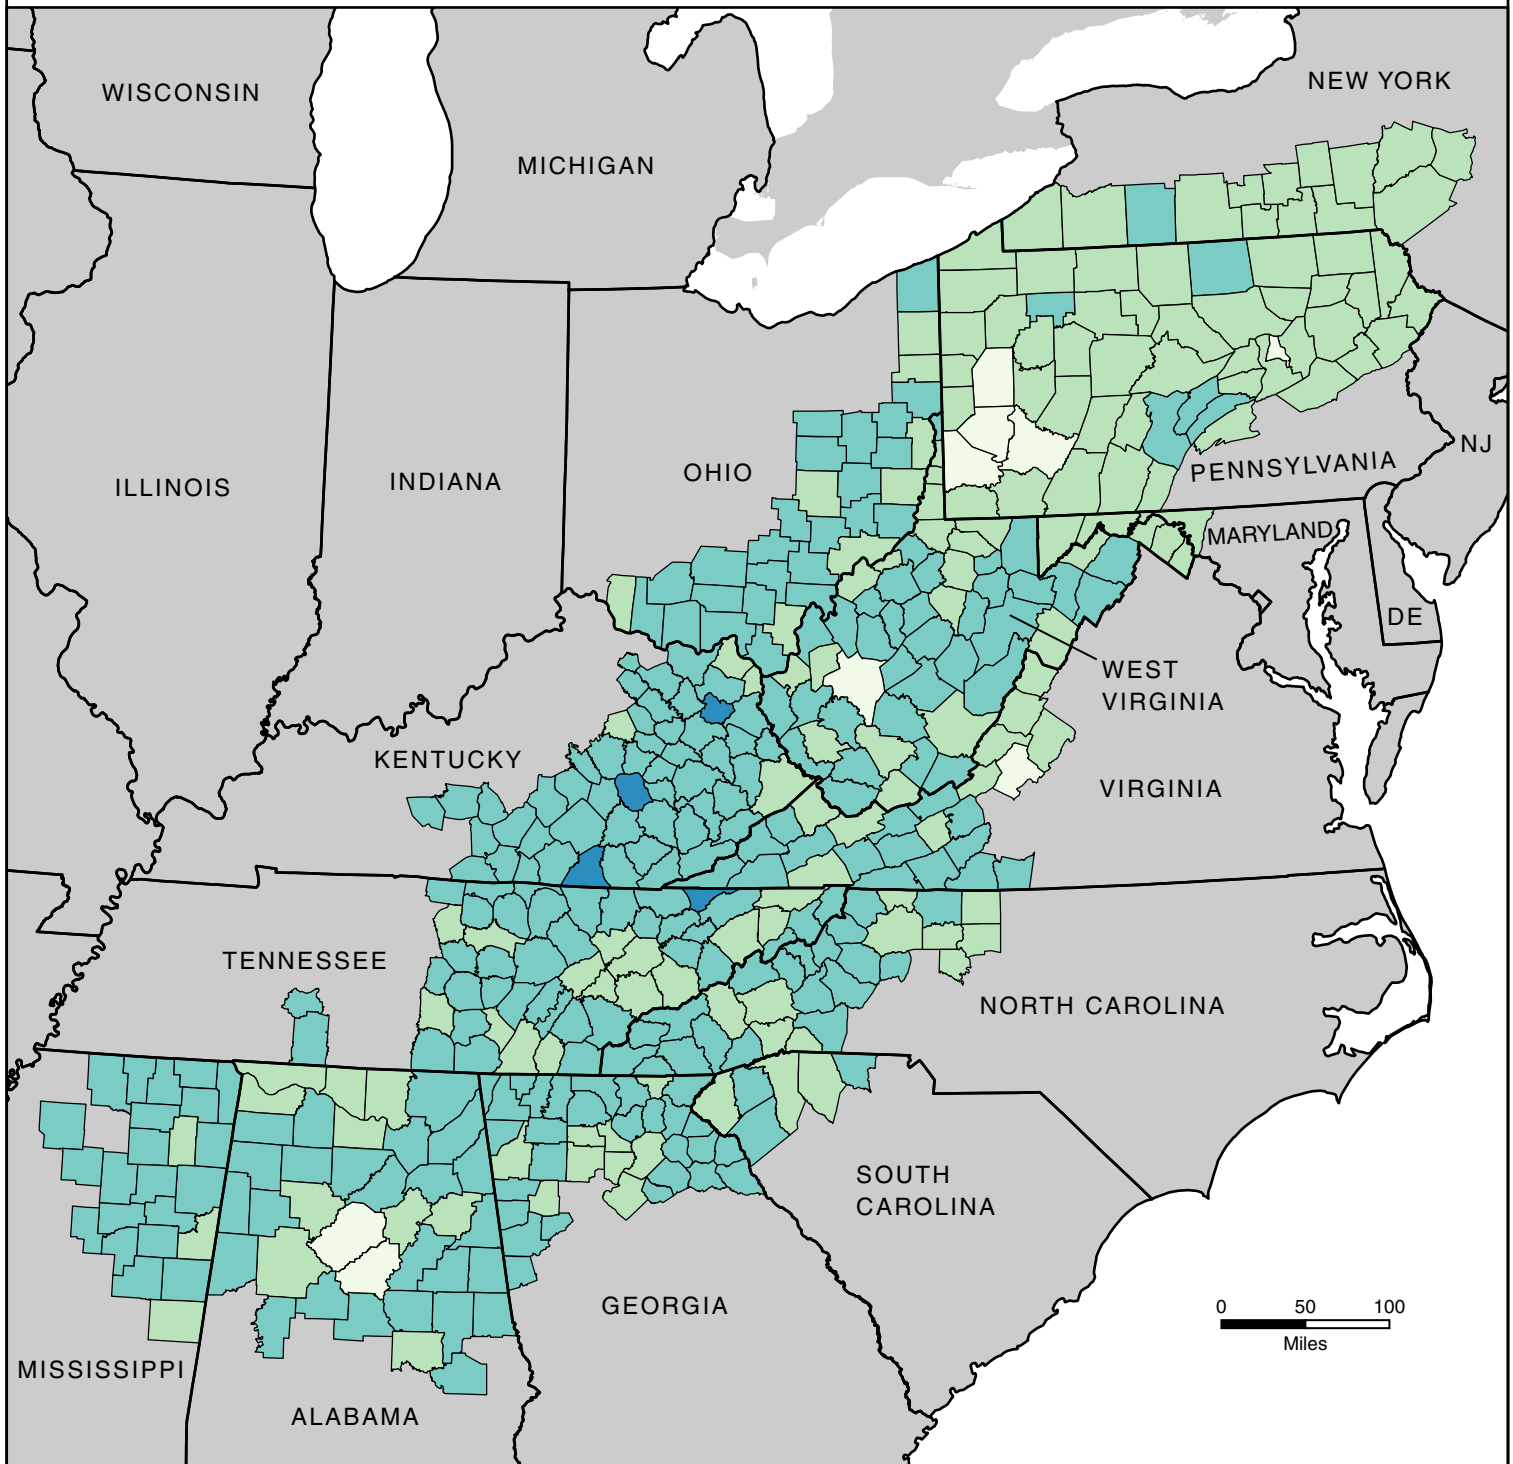 WISCONSIN
NEW YORK
MICHIGAN
NJ
PENNSYLVANIA
OHIO
INDIANA
ILLINOIS
MARYLAND
DE
WEST
VIRGINIA
KENTUCKY
VIRGINIA
TENNESSEE
NORTH CAROLINA
SOUTH
CAROLINA
GEORGIA
0 50 100
Miles
MISSISSIPPI
ALABAMA